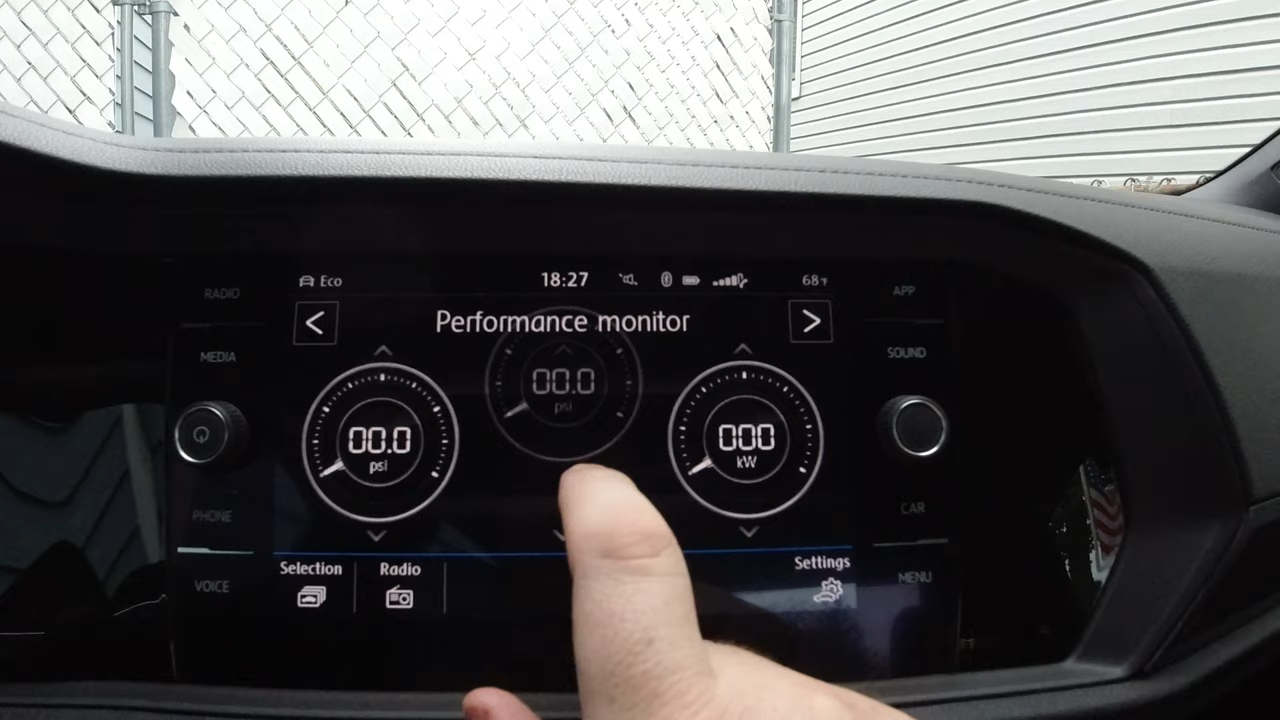 Eco 18:27 68°F
RADIO
APP
< Performance monitor >
MEDIA
SOUND
00.0
psi
00.0
psi
000
kW
PHONE
CAR
Selection Radio Settings
VOICE
MENU